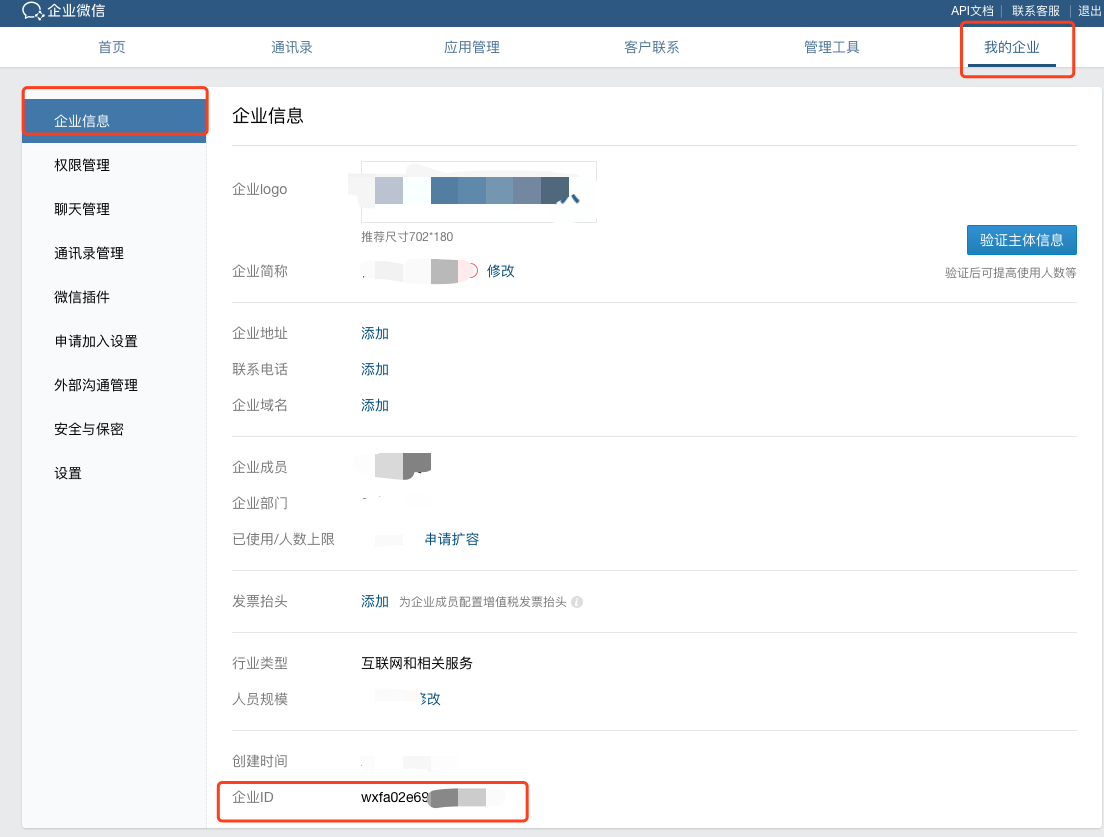 企业微信
API文档 | 联系客服 | 退出
首页 通讯录 应用管理 客户联系 管理工具 我的企业
企业信息
权限管理
聊天管理
通讯录管理
微信插件
申请加入设置
外部沟通管理
安全与保密
设置
企业信息
企业logo
推荐尺寸702*180
验证主体信息
验证后可提高使用人数等
企业简称 修改
企业地址 添加
联系电话 添加
企业域名 添加
企业成员
企业部门
已使用/人数上限 申请扩容
发票抬头 添加 为企业成员配置增值税发票抬头
行业类型 互联网和相关服务
人员规模 修改
创建时间
企业ID wxfa02e69